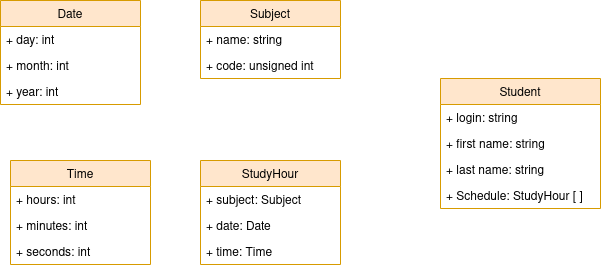 Date
+ day: int
+ month: int
+ year: int
Subject
+ name: string
+ code: unsigned int
Student
+ login: string
+ first name: string
+ last name: string
+ Schedule: StudyHour [ ]
Time
+ hours: int
+ minutes: int
+ seconds: int
StudyHour
+ subject: Subject
+ date: Date
+ time: Time